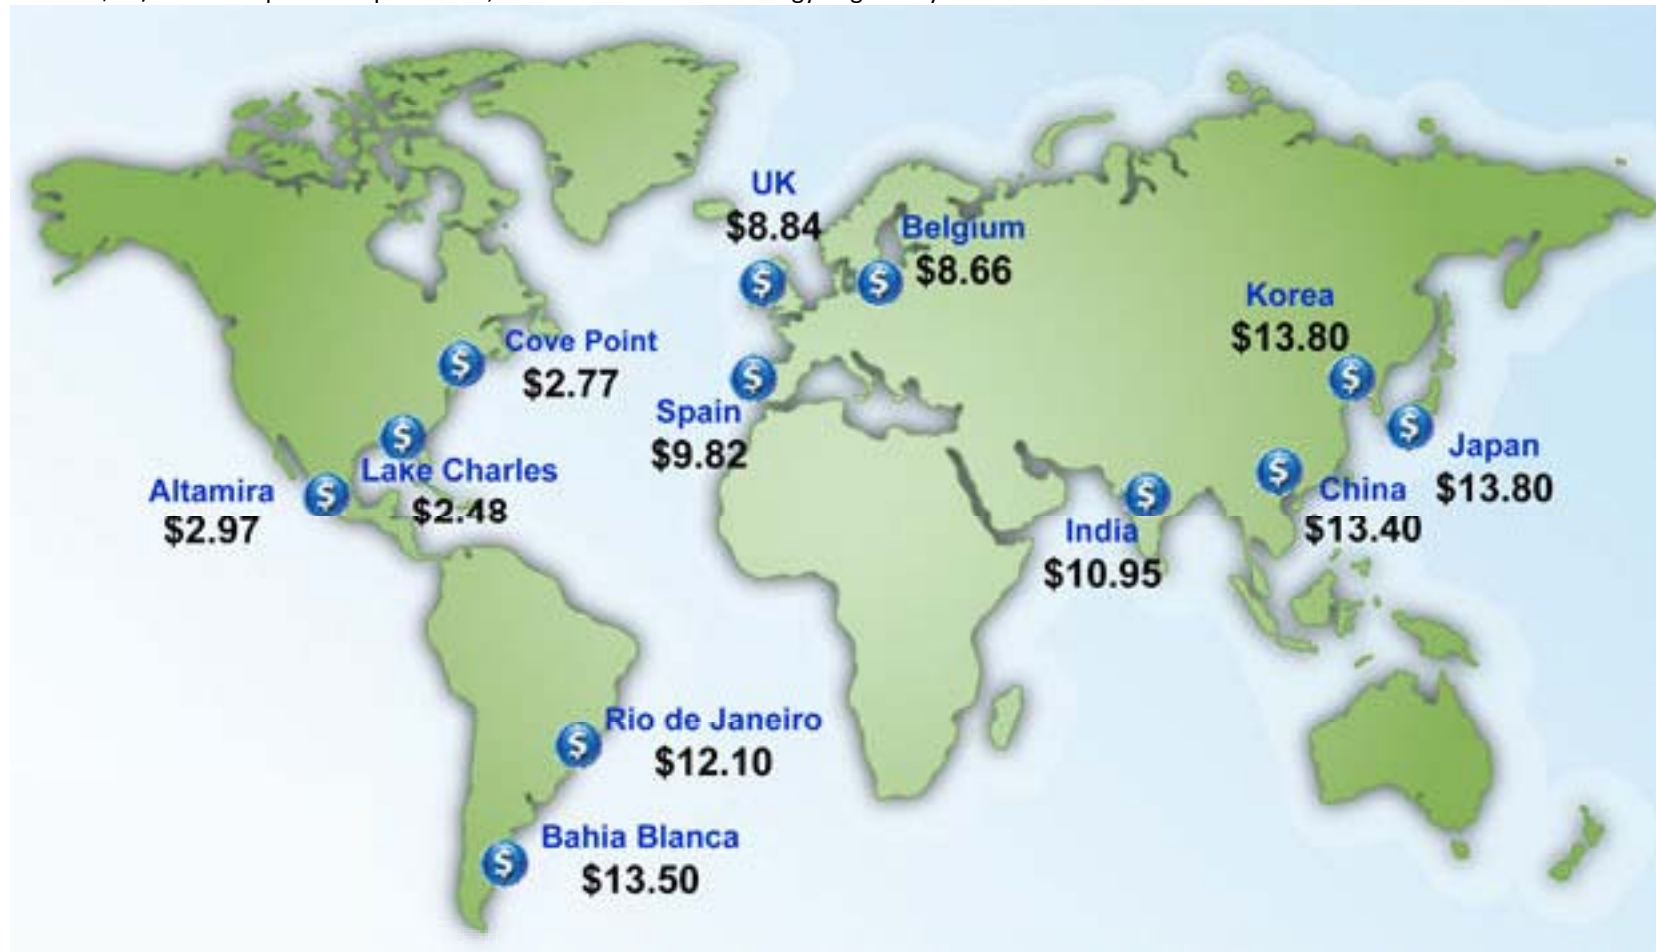 UK
$8.84
Belgium
$8.66
Korea
$13.80
Cove Point
$2.77
Spain
$9.82
Japan
$13.80
Lake Charles
$2.48
Altamira
$2.97
China
$13.40
India
$10.95
Rio de Janeiro
$12.10
Bahia Blanca
$13.50